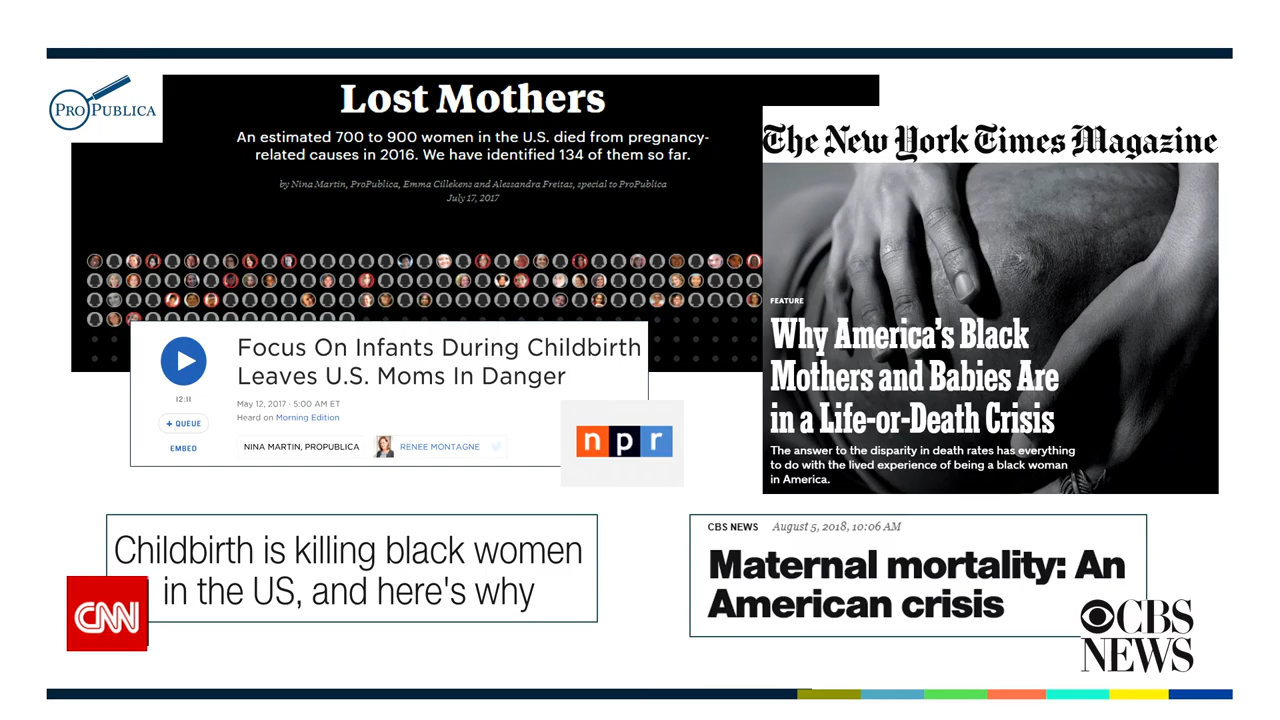 PROPUBLICA
Lost Mothers
An estimated 700 to 900 women in the U.S. died from pregnancy-
related causes in 2016. We have identified 134 of them so far.
by Nina Martin, ProPublica, Emma Cillekens and Alessandra Freitas, special to ProPublica
July 17, 2017
The New York Times Magazine
FEATURE
Why America's Black
Mothers and Babies Are
in a Life-or-Death Crisis
The answer to the disparity in death rates has everything
to do with the lived experience of being a black woman
in America.
Focus On Infants During Childbirth
Leaves U.S. Moms In Danger
12:11
May 12, 2017 · 5:00 AM ET
Heard on Morning Edition
+ QUEUE
EMBED
NINA MARTIN, PROPUBLICA
RENEE MONTAGNE
npr
Childbirth is killing black women
in the US, and here's why
CNN
CBS NEWS August 5, 2018, 10:06 AM
Maternal mortality: An
American crisis
CBS
NEWS